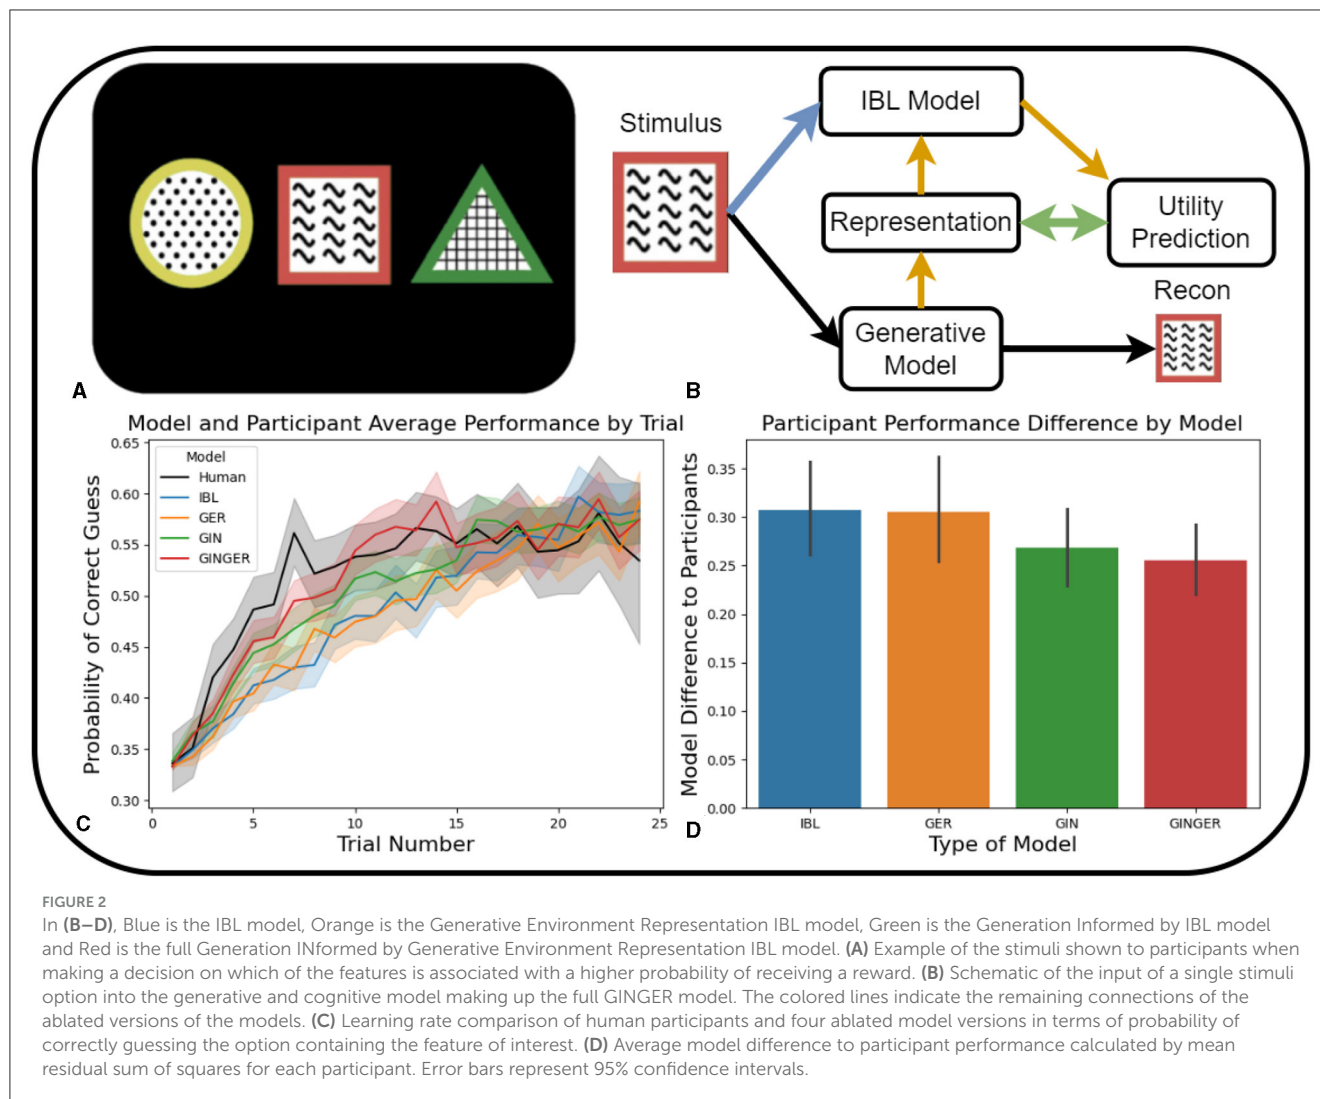 Stimulus
IBL Model
Representation
Utility
Prediction
Generative
Model
Recon
A
B
Model and Participant Average Performance by Trial
Probability of Correct Guess
0.65
0.60
0.55
0.50
0.45
0.40
0.35
0.30
Model
Human
IBL
GER
GIN
GINGER
0 5 10 15 20 25
Trial Number
C
Participant Performance Difference by Model
Model Difference to Participants
0.35
0.30
0.25
0.20
0.15
0.10
0.05
0.00
IBL GER GIN GINGER
Type of Model
D
FIGURE 2
In (B–D), Blue is the IBL model, Orange is the Generative Environment Representation IBL model, Green is the Generation Informed by IBL model
and Red is the full Generation INformed by Generative Environment Representation IBL model. (A) Example of the stimuli shown to participants when
making a decision on which of the features is associated with a higher probability of receiving a reward. (B) Schematic of the input of a single stimuli
option into the generative and cognitive model making up the full GINGER model. The colored lines indicate the remaining connections of the
ablated versions of the models. (C) Learning rate comparison of human participants and four ablated model versions in terms of probability of
correctly guessing the option containing the feature of interest. (D) Average model difference to participant performance calculated by mean
residual sum of squares for each participant. Error bars represent 95% confidence intervals.